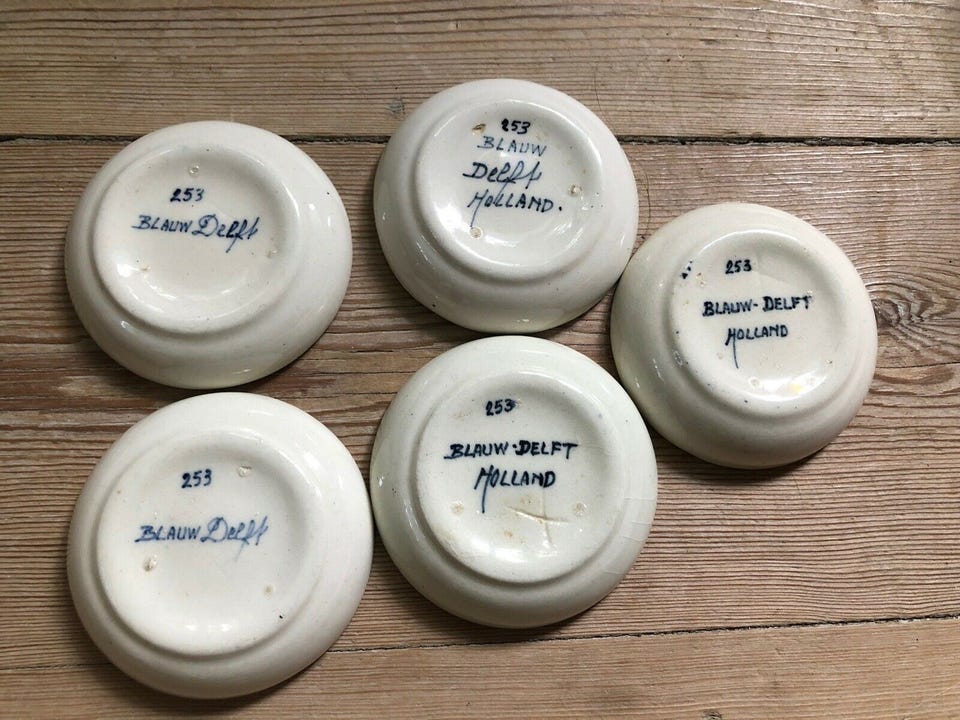 253
BLAUW Delft
253
BLAUW
Delft
HOLLAND.
253
BLAUW-DELFT
HOLLAND
253
BLAUW Delft
253
BLAUW-DELFT
HOLLAND